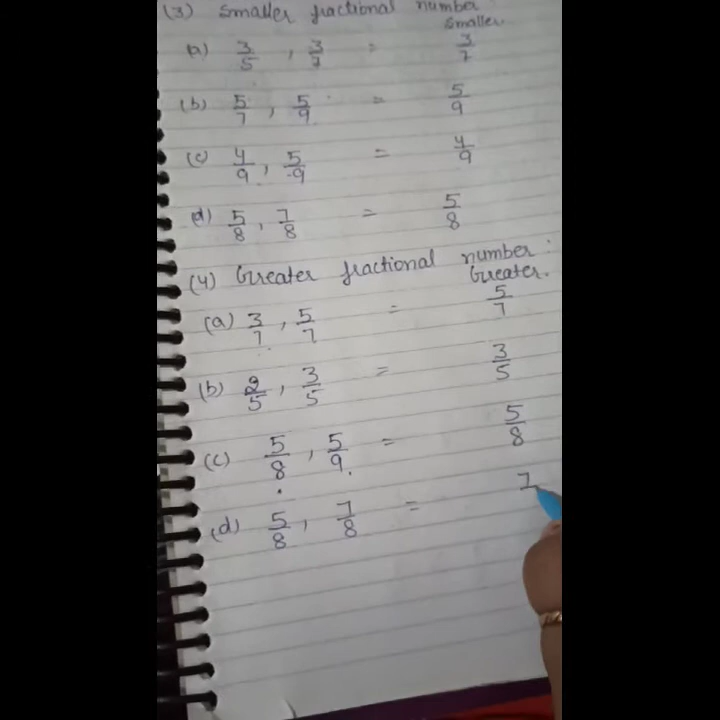 (3) Smaller fractional number
Smaller
(a) 3/5 , 3/7 = 3/7
(b) 5/7 , 5/9 = 5/9
(c) 4/9 , 5/9 = 4/9
(d) 5/8 , 7/8 = 5/8
(4) Greater fractional number :
Greater.
(a) 3/7 , 5/7 = 5/7
(b) 2/5 , 3/5 = 3/5
(c) 5/8 , 5/9 = 5/8
(d) 5/8 , 7/8 = 7